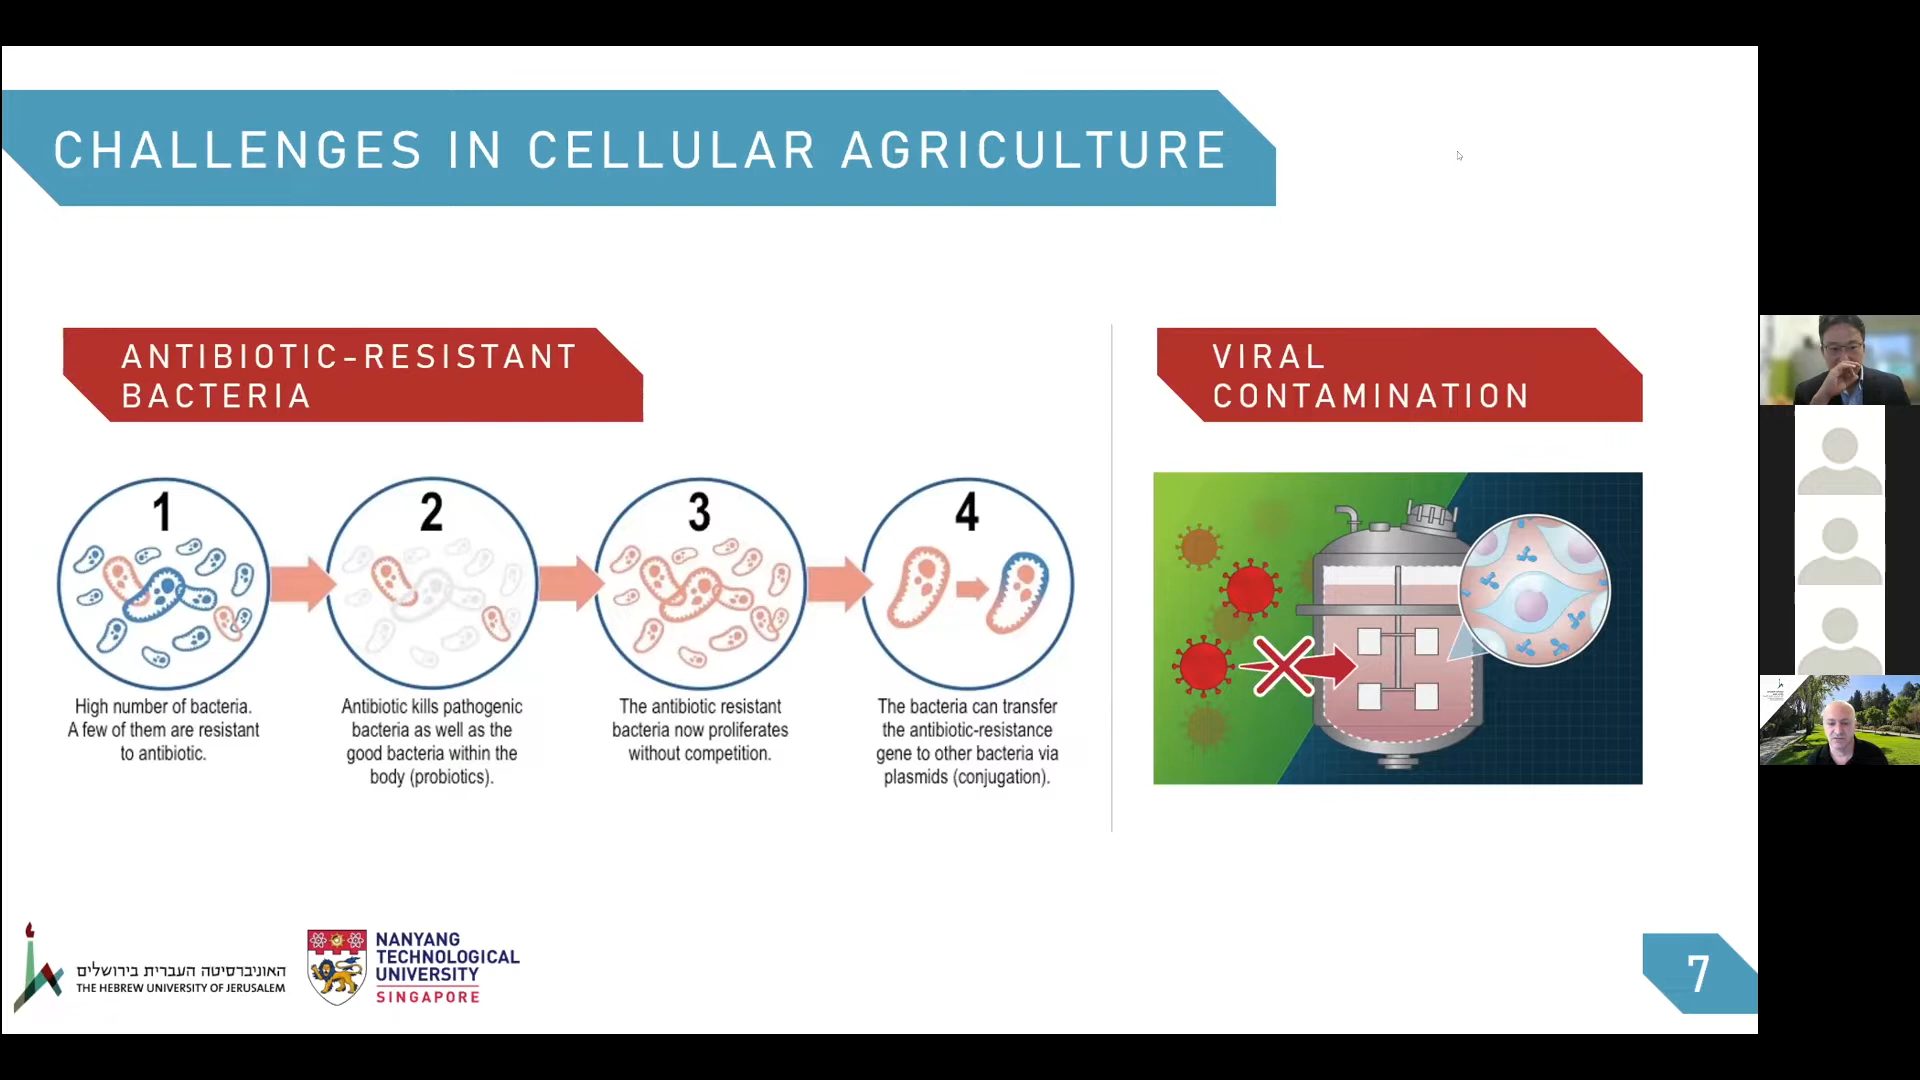 CHALLENGES IN CELLULAR AGRICULTURE
ANTIBIOTIC-RESISTANT
BACTERIA
1
2
3
4
High number of bacteria.
A few of them are resistant
to antibiotic.
Antibiotic kills pathogenic
bacteria as well as the
good bacteria within the
body (probiotics).
The antibiotic resistant
bacteria now proliferates
without competition.
The bacteria can transfer
the antibiotic-resistance
gene to other bacteria via
plasmids (conjugation).
VIRAL
CONTAMINATION
האוניברסיטה העברית בירושלים
THE HEBREW UNIVERSITY OF JERUSALEM
NANYANG
TECHNOLOGICAL
UNIVERSITY
SINGAPORE
7